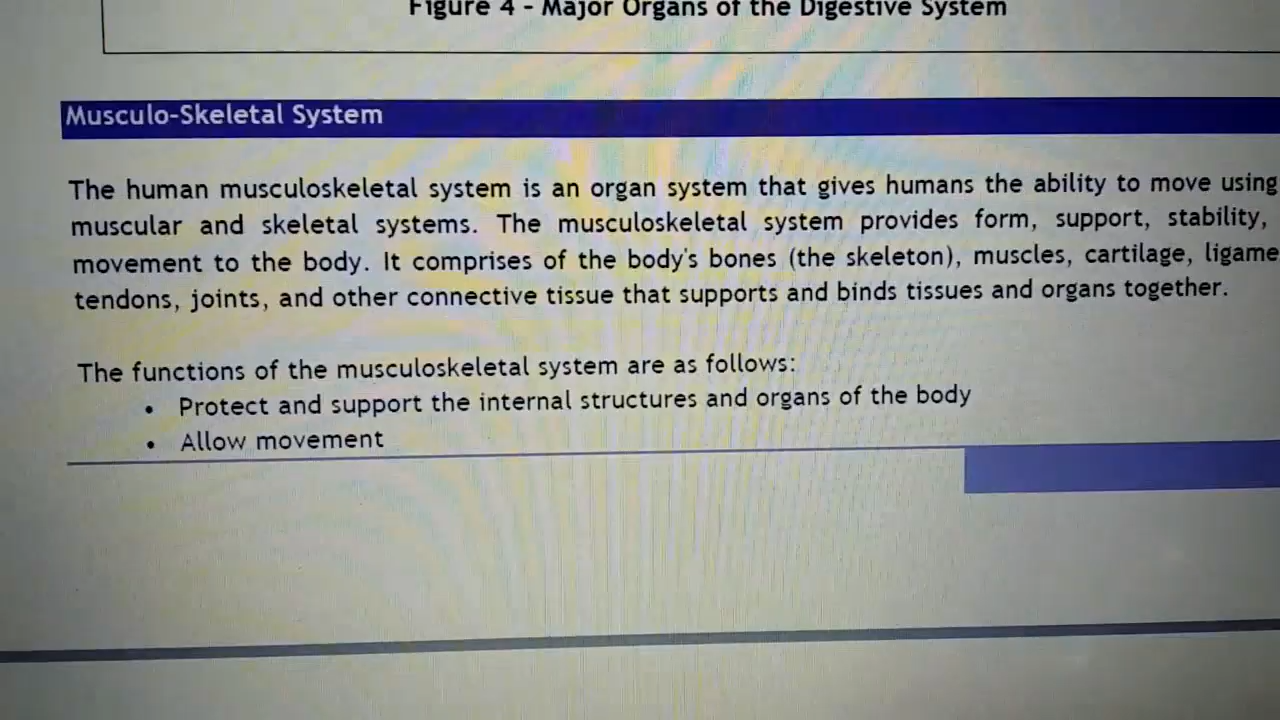 Figure 4 - Major Organs of the Digestive System
Musculo-Skeletal System
The human musculoskeletal system is an organ system that gives humans the ability to move using
muscular and skeletal systems. The musculoskeletal system provides form, support, stability,
movement to the body. It comprises of the body's bones (the skeleton), muscles, cartilage, ligame
tendons, joints, and other connective tissue that supports and binds tissues and organs together.
The functions of the musculoskeletal system are as follows:
• Protect and support the internal structures and organs of the body
• Allow movement